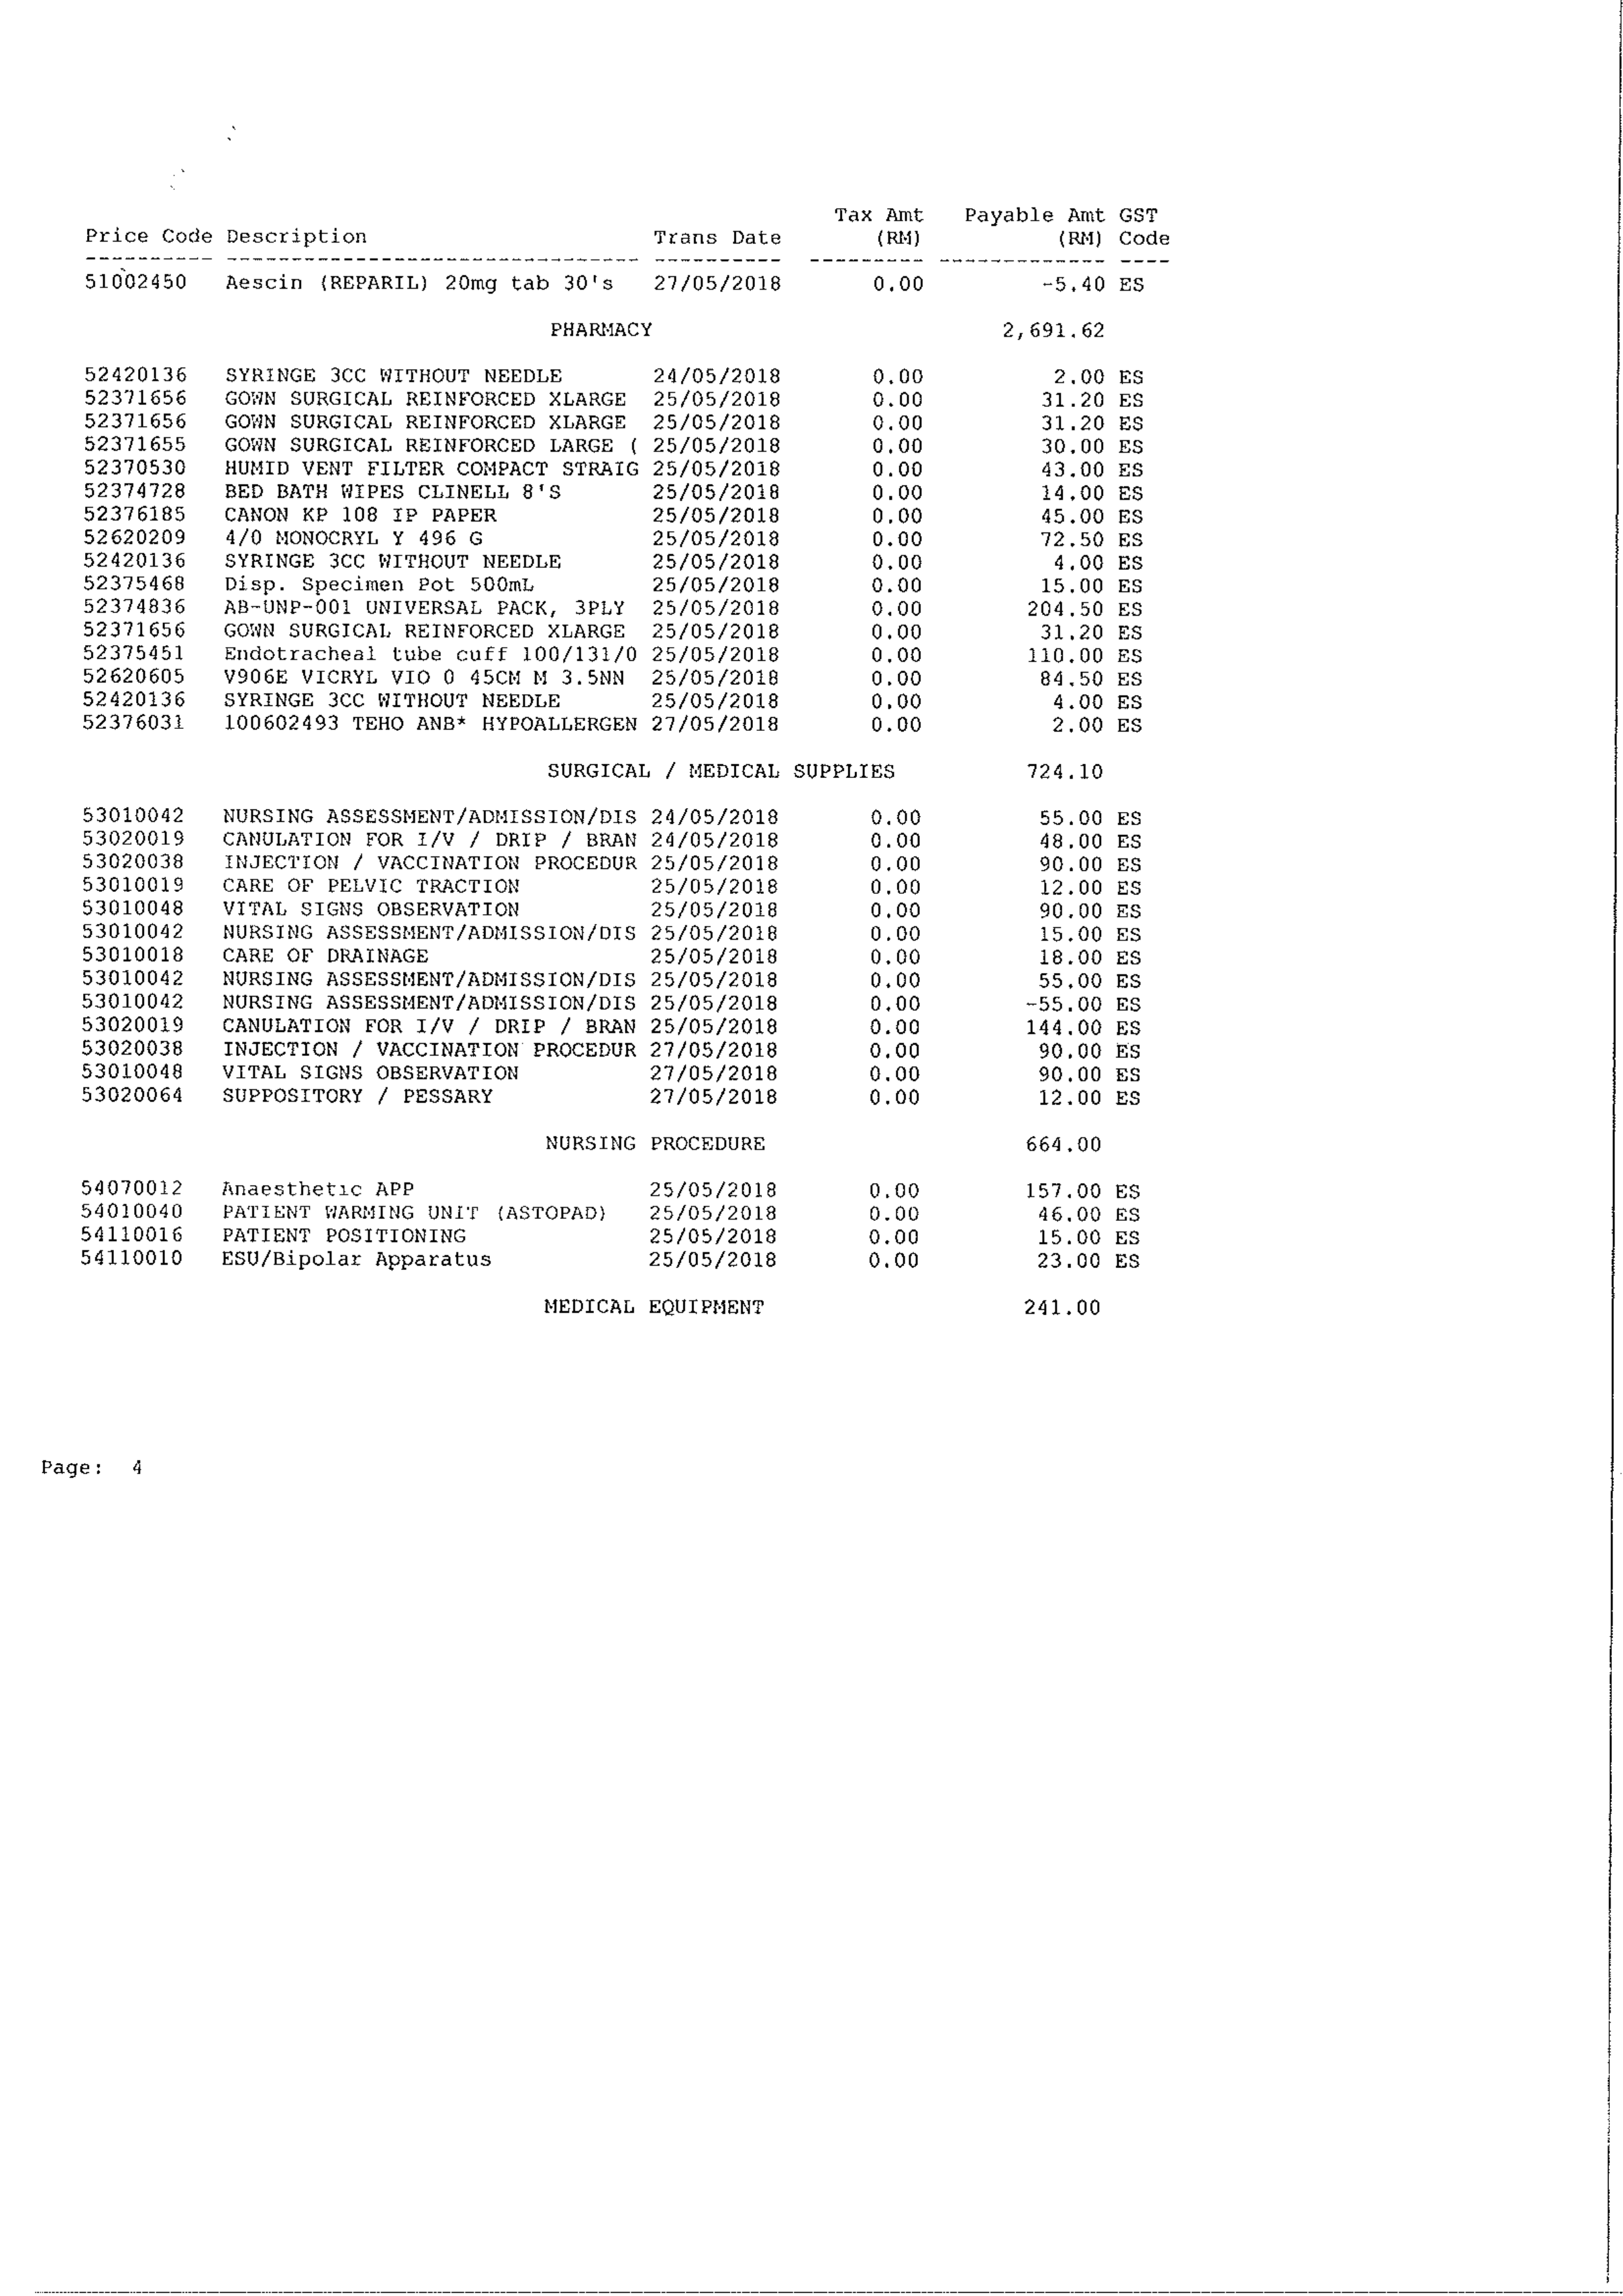 Tax Amt Payable Amt GST
Price Code Description Trans Date (RM) (RM) Code
---------- -------------------------------- ---------- --------- ------------- ----
51002450 Aescin (REPARIL) 20mg tab 30's 27/05/2018 0.00 -5.40 ES
PHARMACY 2,691.62
52420136 SYRINGE 3CC WITHOUT NEEDLE 24/05/2018 0.00 2.00 ES
52371656 GOWN SURGICAL REINFORCED XLARGE 25/05/2018 0.00 31.20 ES
52371656 GOWN SURGICAL REINFORCED XLARGE 25/05/2018 0.00 31.20 ES
52371655 GOWN SURGICAL REINFORCED LARGE ( 25/05/2018 0.00 30.00 ES
52370530 HUMID VENT FILTER COMPACT STRAIG 25/05/2018 0.00 43.00 ES
52374728 BED BATH WIPES CLINELL 8'S 25/05/2018 0.00 14.00 ES
52376185 CANON KP 108 IP PAPER 25/05/2018 0.00 45.00 ES
52620209 4/0 MONOCRYL Y 496 G 25/05/2018 0.00 72.50 ES
52420136 SYRINGE 3CC WITHOUT NEEDLE 25/05/2018 0.00 4.00 ES
52375468 Disp. Specimen Pot 500mL 25/05/2018 0.00 15.00 ES
52374836 AB-UNP-001 UNIVERSAL PACK, 3PLY 25/05/2018 0.00 204.50 ES
52371656 GOWN SURGICAL REINFORCED XLARGE 25/05/2018 0.00 31.20 ES
52375451 Endotracheal tube cuff 100/131/0 25/05/2018 0.00 110.00 ES
52620605 V906E VICRYL VIO 0 45CM M 3.5NN 25/05/2018 0.00 84.50 ES
52420136 SYRINGE 3CC WITHOUT NEEDLE 25/05/2018 0.00 4.00 ES
52376031 100602493 TEHO ANB* HYPOALLERGEN 27/05/2018 0.00 2.00 ES
SURGICAL / MEDICAL SUPPLIES 724.10
53010042 NURSING ASSESSMENT/ADMISSION/DIS 24/05/2018 0.00 55.00 ES
53020019 CANULATION FOR I/V / DRIP / BRAN 24/05/2018 0.00 48.00 ES
53020038 INJECTION / VACCINATION PROCEDUR 25/05/2018 0.00 90.00 ES
53010019 CARE OF PELVIC TRACTION 25/05/2018 0.00 12.00 ES
53010048 VITAL SIGNS OBSERVATION 25/05/2018 0.00 90.00 ES
53010042 NURSING ASSESSMENT/ADMISSION/DIS 25/05/2018 0.00 15.00 ES
53010018 CARE OF DRAINAGE 25/05/2018 0.00 18.00 ES
53010042 NURSING ASSESSMENT/ADMISSION/DIS 25/05/2018 0.00 55.00 ES
53010042 NURSING ASSESSMENT/ADMISSION/DIS 25/05/2018 0.00 -55.00 ES
53020019 CANULATION FOR I/V / DRIP / BRAN 25/05/2018 0.00 144.00 ES
53020038 INJECTION / VACCINATION PROCEDUR 27/05/2018 0.00 90.00 ES
53010048 VITAL SIGNS OBSERVATION 27/05/2018 0.00 90.00 ES
53020064 SUPPOSITORY / PESSARY 27/05/2018 0.00 12.00 ES
NURSING PROCEDURE 664.00
54070012 Anaesthetic APP 25/05/2018 0.00 157.00 ES
54010040 PATIENT WARMING UNIT (ASTOPAD) 25/05/2018 0.00 46.00 ES
54110016 PATIENT POSITIONING 25/05/2018 0.00 15.00 ES
54110010 ESU/Bipolar Apparatus 25/05/2018 0.00 23.00 ES
MEDICAL EQUIPMENT 241.00
Page: 4